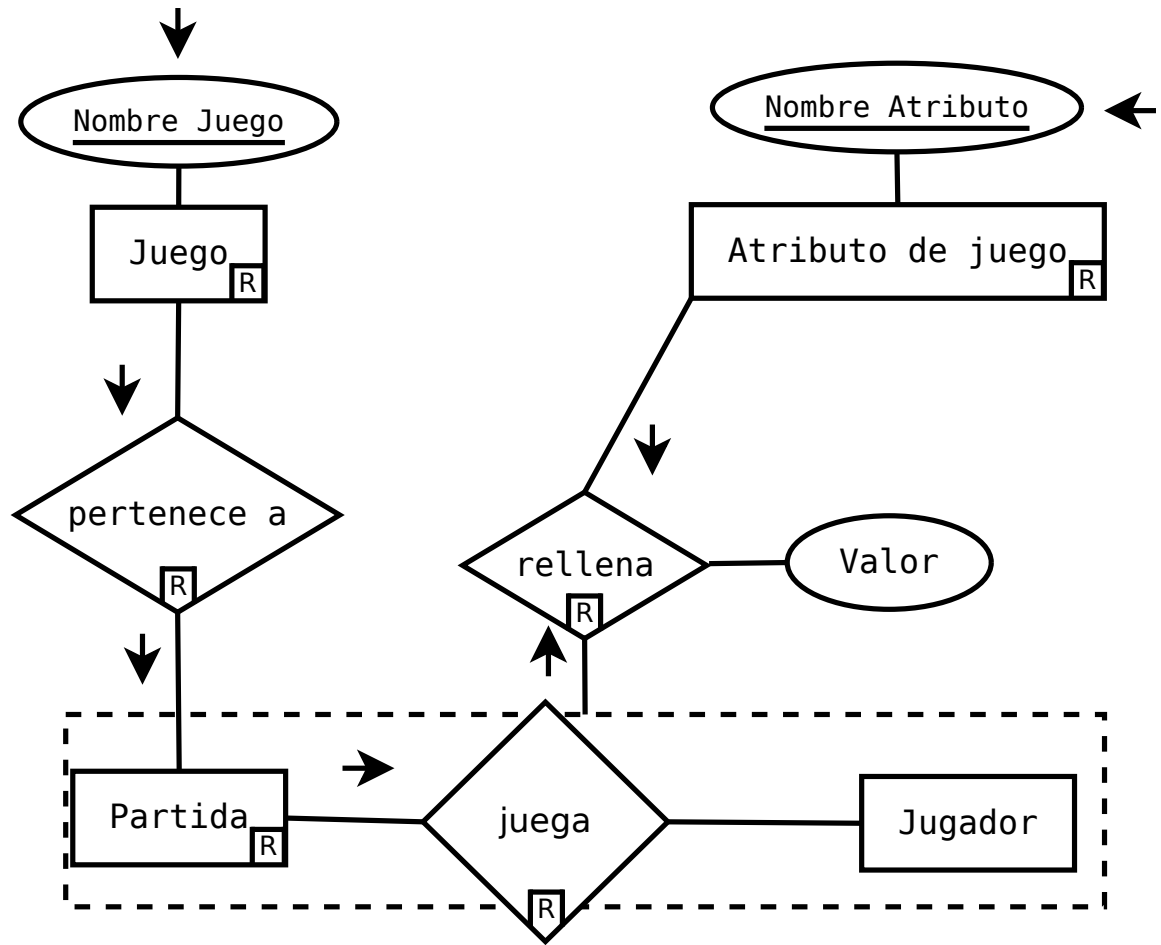 Nombre Juego
Nombre Atributo
Juego
R
Atributo de juego
R
pertenece a
R
rellena
R
Valor
Partida
R
juega
R
Jugador